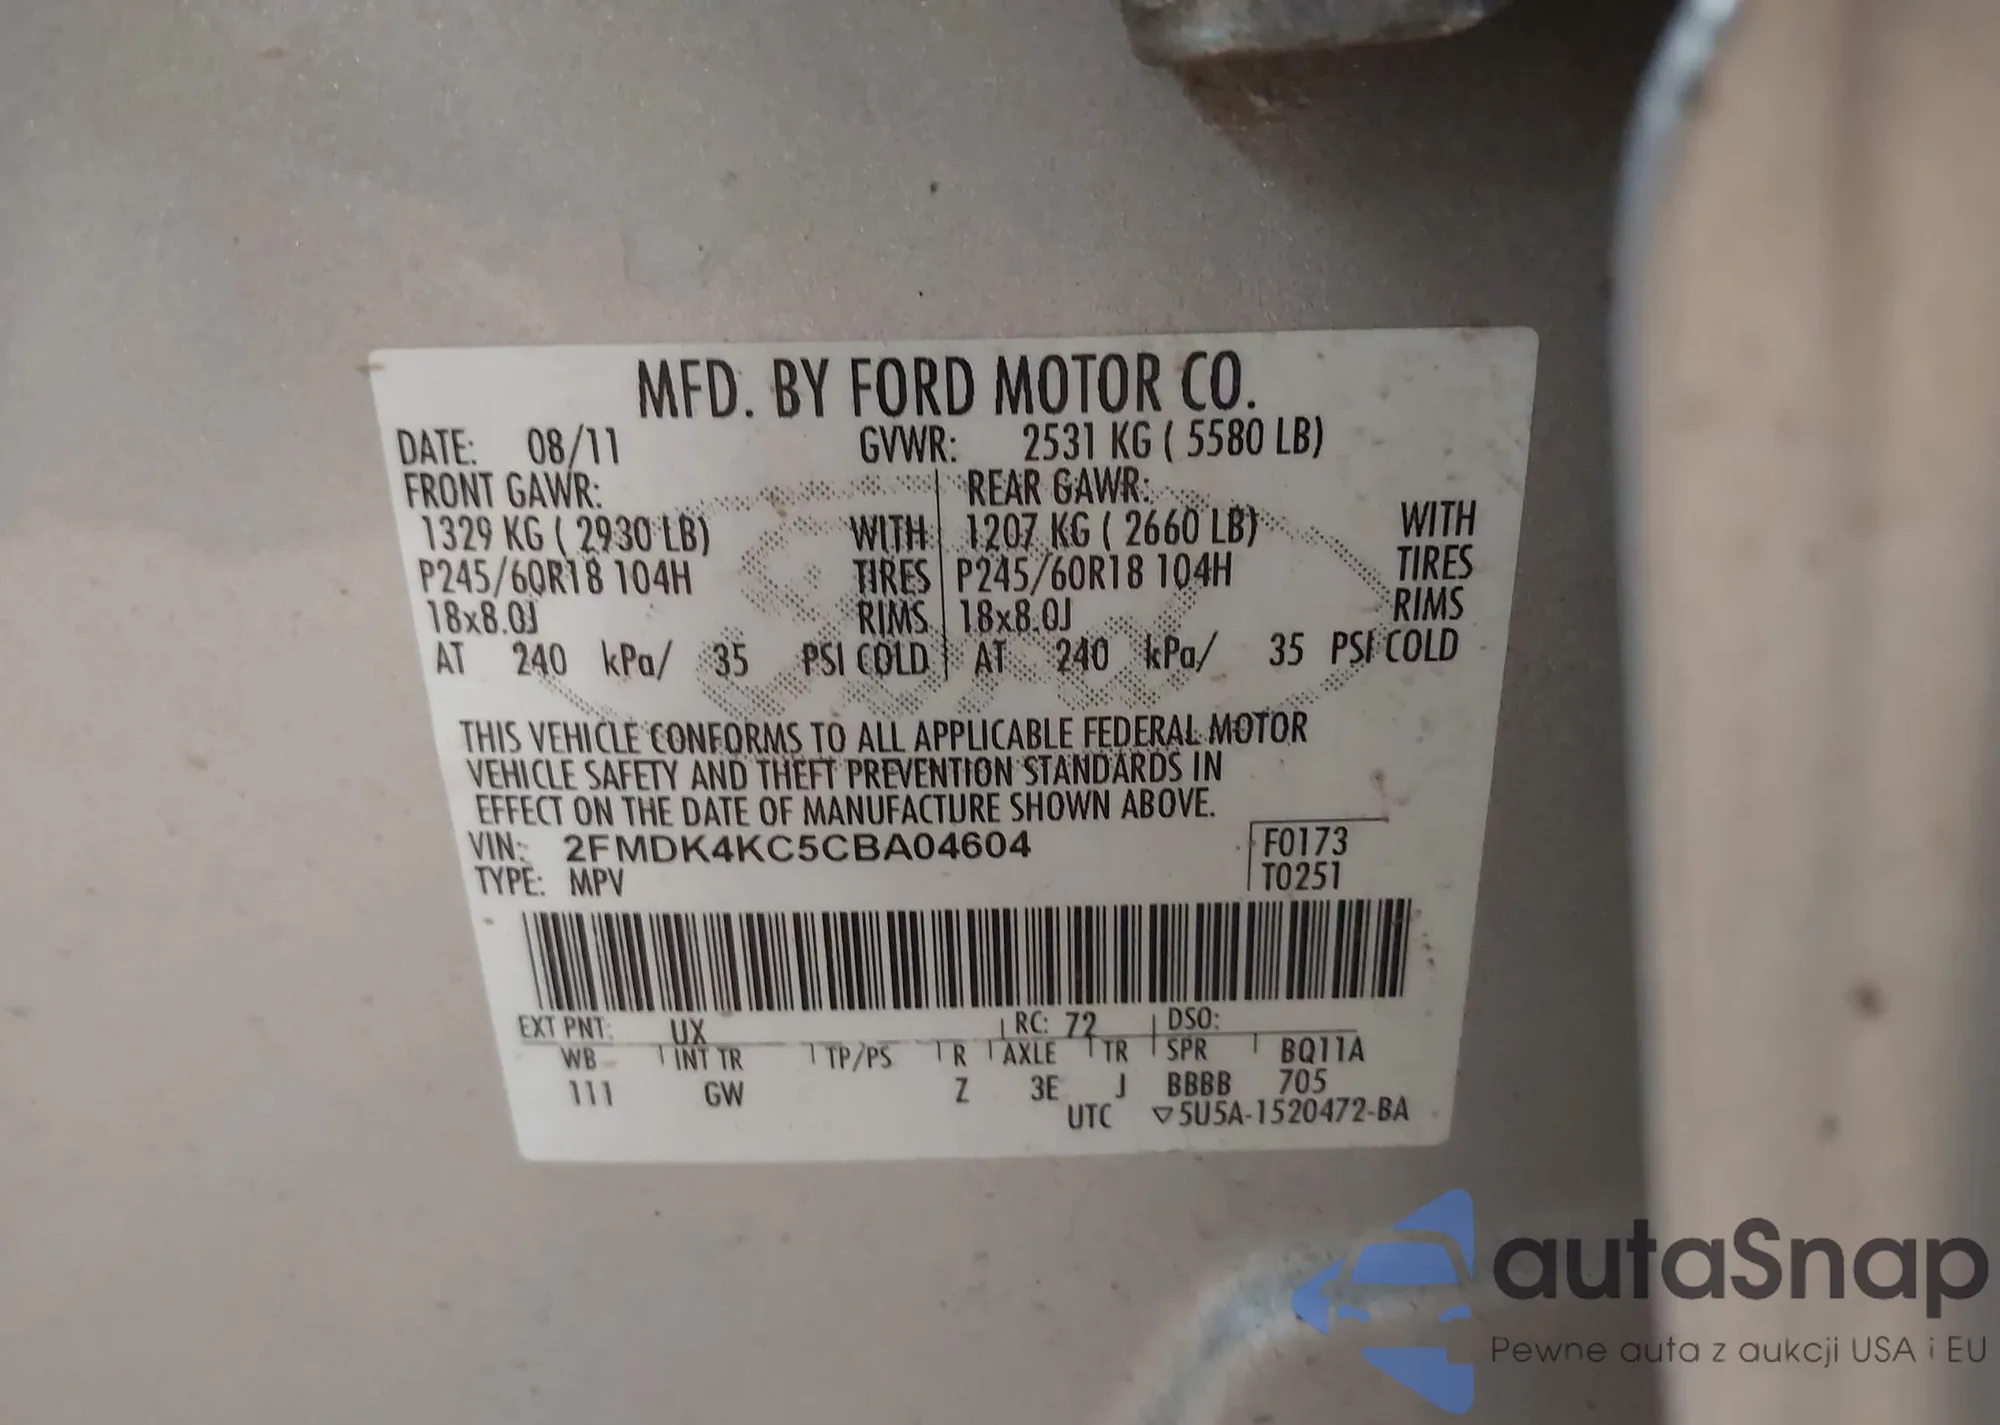 MFD. BY FORD MOTOR CO.
DATE: 08/11 GVWR: 2531 KG ( 5580 LB)
FRONT GAWR: REAR GAWR:
1329 KG ( 2930 LB) WITH 1207 KG ( 2660 LB) WITH
P245/60R18 104H TIRES P245/60R18 104H TIRES
18x8.0J RIMS 18x8.0J RIMS
AT 240 kPa/ 35 PSI COLD AT 240 kPa/ 35 PSI COLD
THIS VEHICLE CONFORMS TO ALL APPLICABLE FEDERAL MOTOR
VEHICLE SAFETY AND THEFT PREVENTION STANDARDS IN
EFFECT ON THE DATE OF MANUFACTURE SHOWN ABOVE.
VIN: 2FMDK4KC5CBA04604 F0173
TYPE: MPV T0251
EXT PNT: UX RC: 72 DSO:
WB INT TR TP/PS R AXLE TR SPR BQ11A
111 GW Z 3E J BBBB 705
UTC ▽5U5A-1520472-BA
autaSnap
Pewne auta z aukcji USA i EU